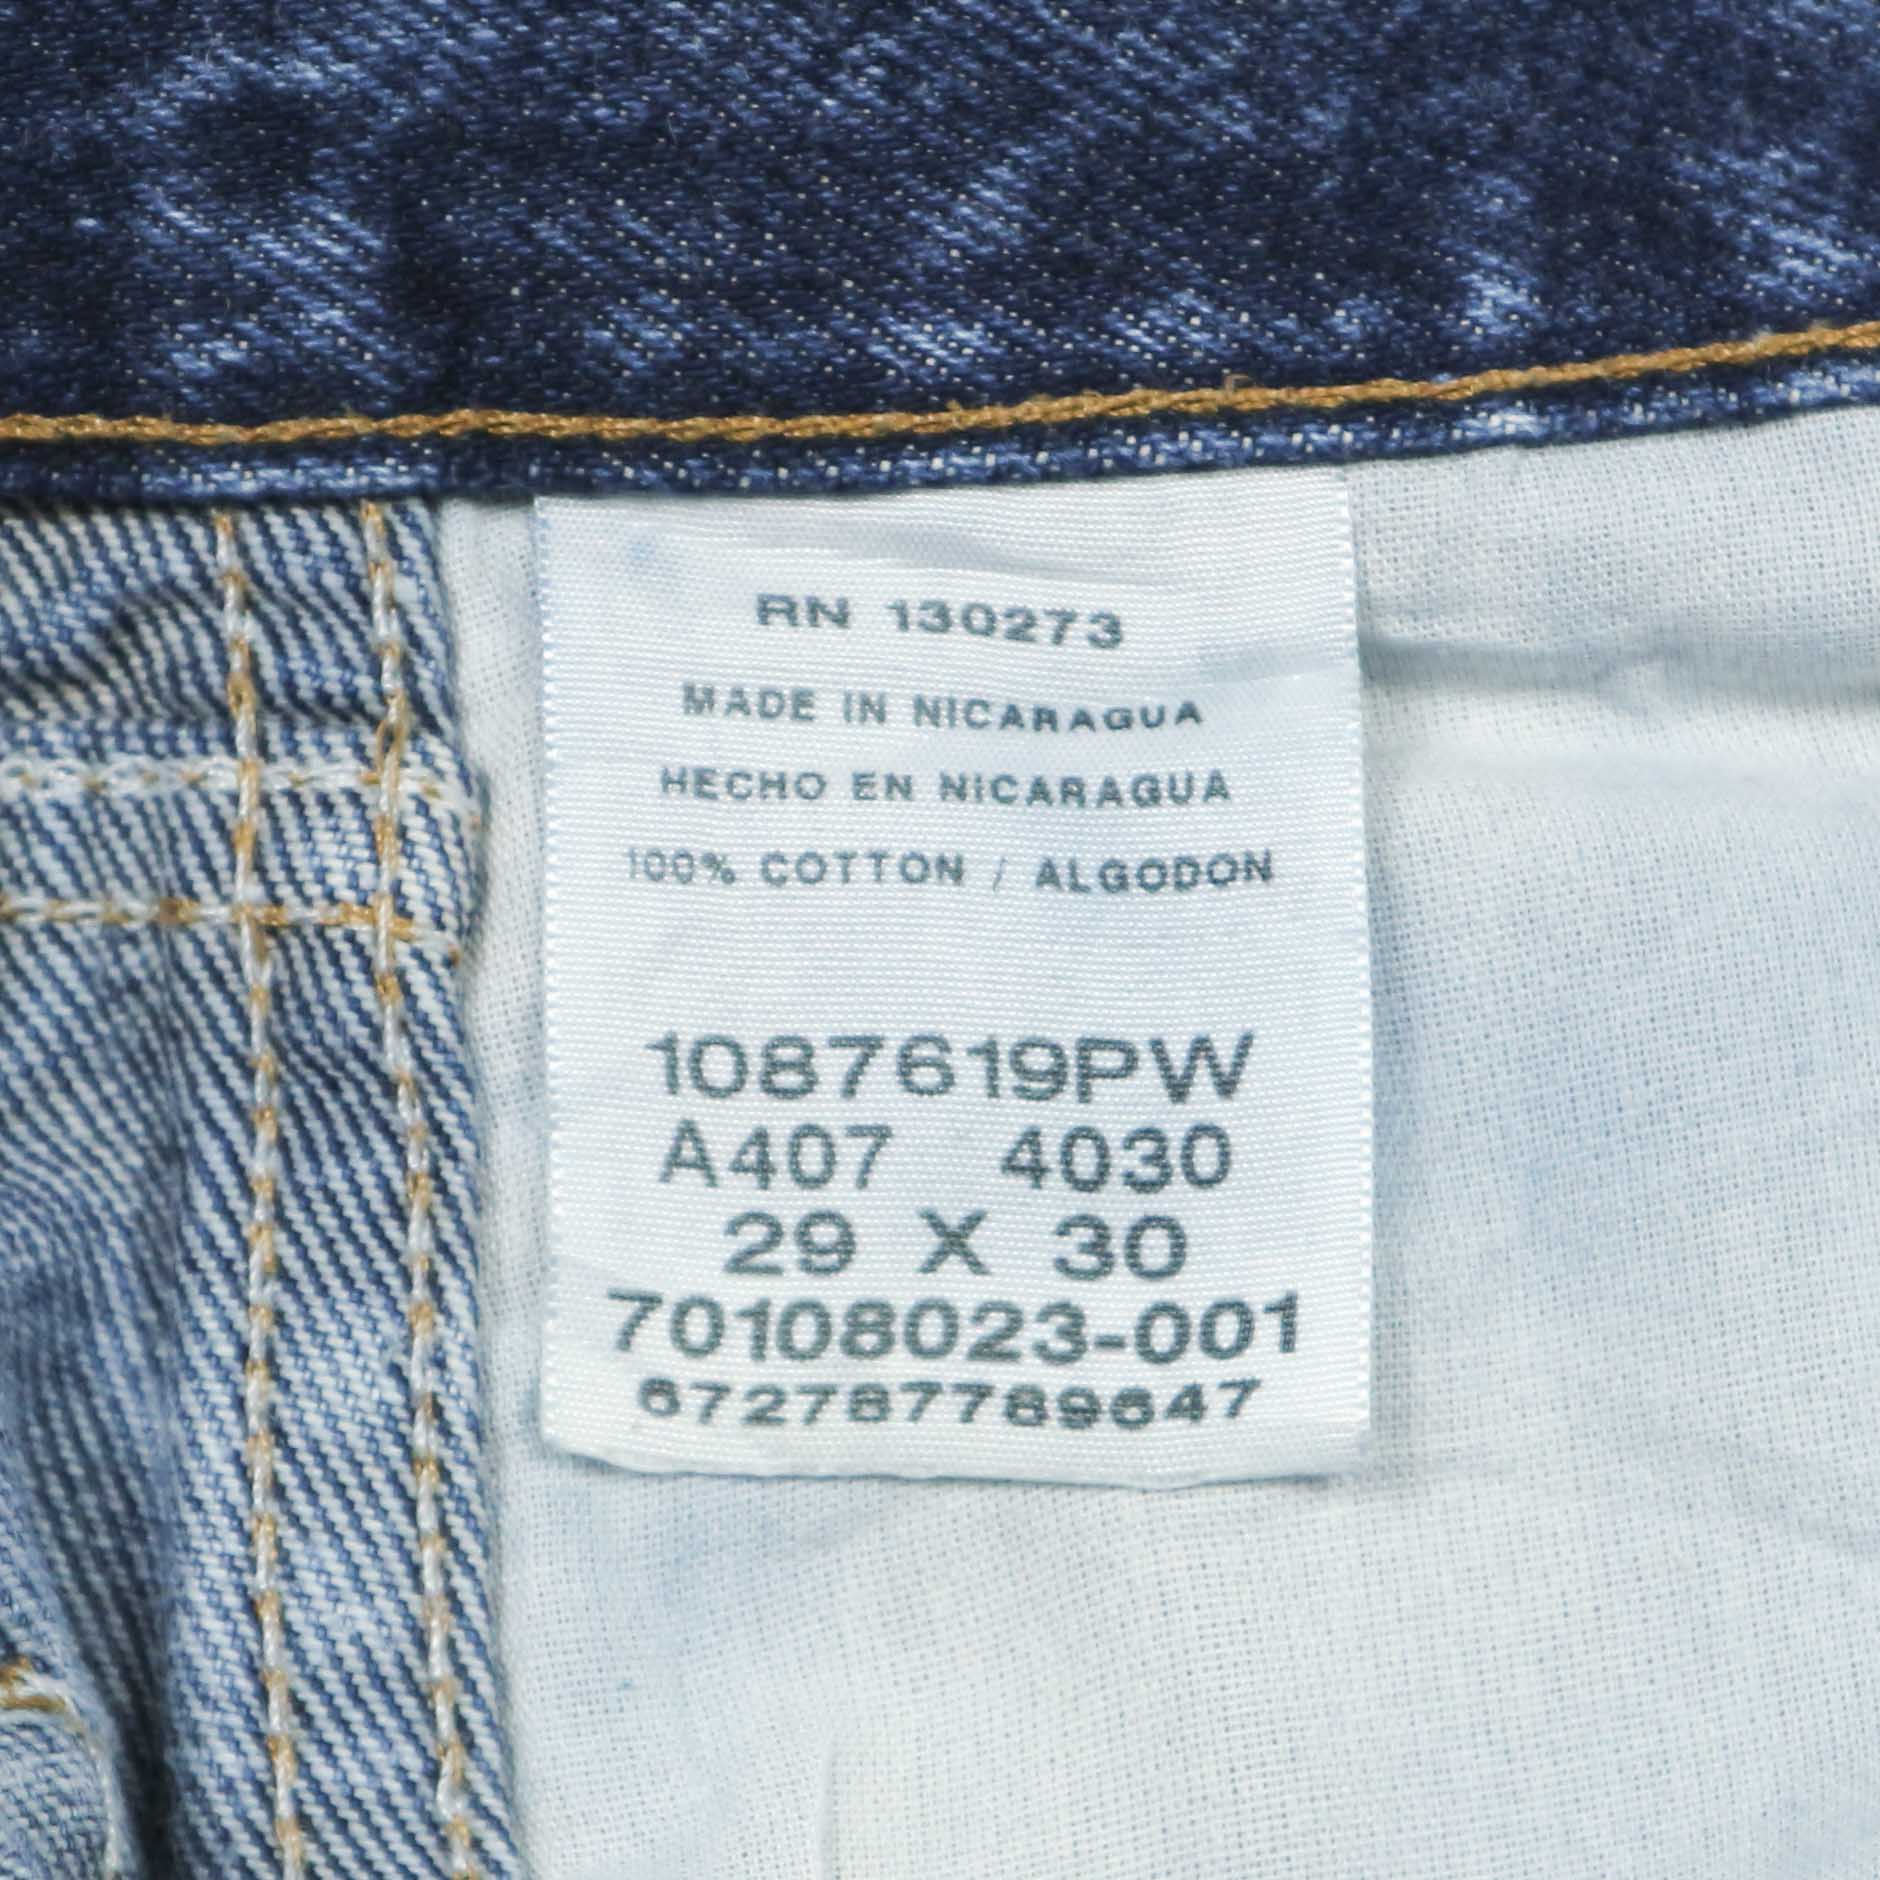 RN 130273
MADE IN NICARAGUA
HECHO EN NICARAGUA
100% COTTON / ALGODON
1087619PW
A407 4030
29 X 30
70108023-001
672787789647